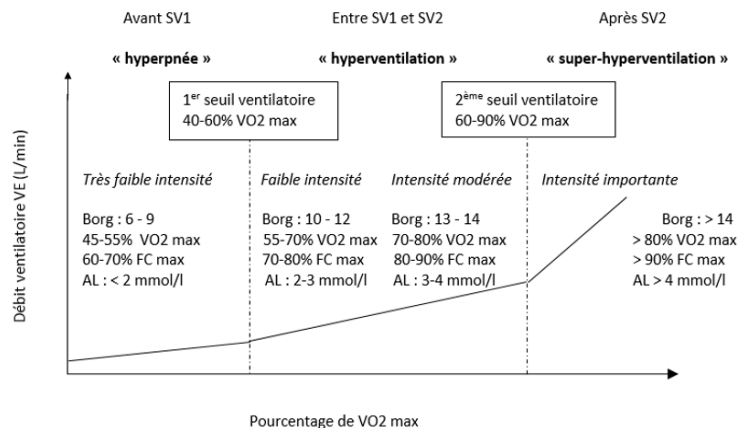 Avant SV1
Entre SV1 et SV2
Après SV2
« hyperpnée »
« hyperventilation »
« super-hyperventilation »
1er seuil ventilatoire
40-60% VO2 max
2ème seuil ventilatoire
60-90% VO2 max
Débit ventilatoire VE (L/min)
Très faible intensité
Borg : 6 - 9
45-55% VO2 max
60-70% FC max
AL : < 2 mmol/l
Faible intensité
Borg : 10 - 12
55-70% VO2 max
70-80% FC max
AL : 2-3 mmol/l
Intensité modérée
Borg : 13 - 14
70-80% VO2 max
80-90% FC max
AL : 3-4 mmol/l
Intensité importante
Borg : > 14
> 80% VO2 max
> 90% FC max
AL > 4 mmol/l
Pourcentage de VO2 max